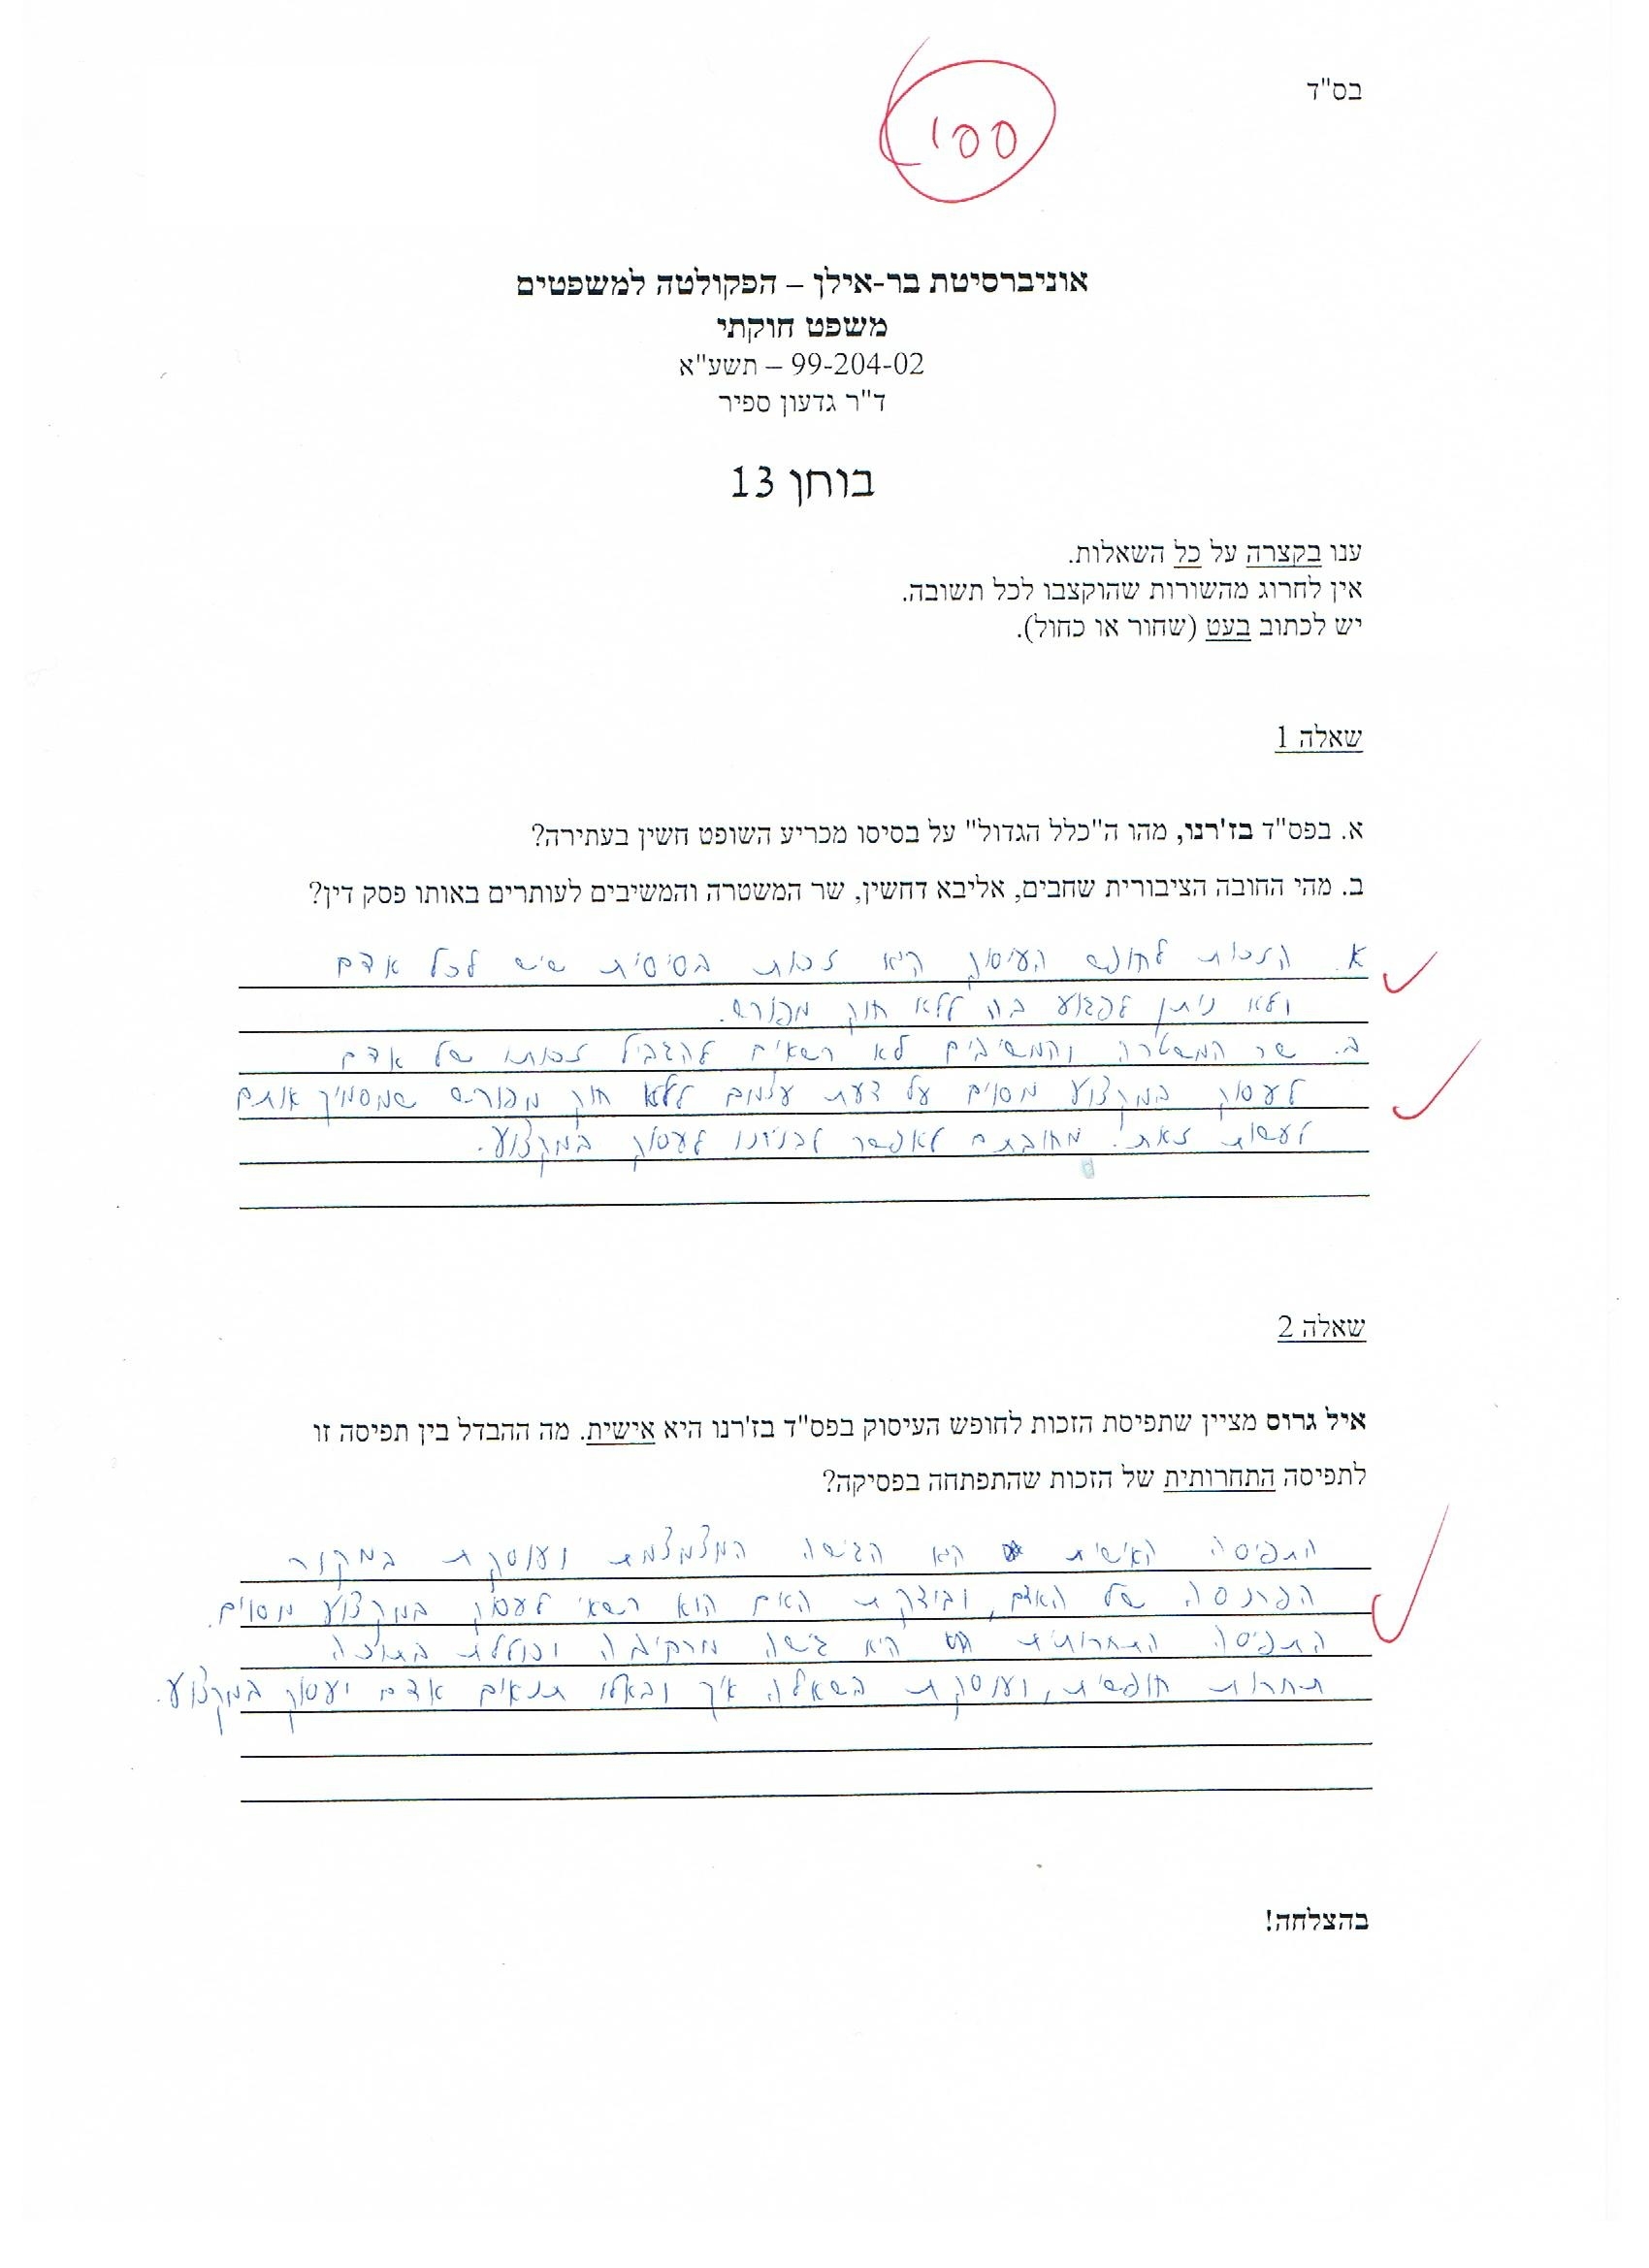 בס"ד
100
אוניברסיטת בר-אילן – הפקולטה למשפטים
משפט חוקתי
99-204-02 – תשע"א
ד"ר גדעון ספיר
בוחן 13
ענו בקצרה על כל השאלות.
אין לחרוג מהשורות שהוקצבו לכל תשובה.
יש לכתוב בעט (שחור או כחול).
שאלה 1
א. בפס"ד בז'רנו, מהו ה"כלל הגדול" על בסיסו מכריע השופט חשין בעתירה?
ב. מהי החובה הציבורית שחבים, אליבא דחשין, שר המשטרה והמשיבים לעותרים באותו פסק דין?
א. הזכות לחופש העיסוק היא זכות בסיסית שיש לכל אדם
ולא ניתן לפגוע בה ללא חוק מפורש.
ב. שר המשטרה והמשיבים לא רשאים להגביל זכותו של אדם
לעסוק במקצוע מסוים על דעת עצמם ללא חוק מפורש שמסמיך אותם
לעשות זאת. מחובתם לאפשר לבז'רנו לעסוק במקצוע.
שאלה 2
איל גרוס מציין שתפיסת הזכות לחופש העיסוק בפס"ד בז'רנו היא אישית. מה ההבדל בין תפיסה זו
לתפיסה התחרותית של הזכות שהתפתחה בפסיקה?
התפיסה האישית היא הגישה המצומצמת ועוסקת במקור
הפרנסה של האדם, ובודקת האם הוא רשאי לעסוק במקצוע מסוים.
התפיסה התחרותית היא גישה מרחיבה וכוללת בתוכה
תחרות חופשית, ועוסקת בשאלה איך ובאלו תנאים אדם יעסוק במקצוע.
בהצלחה!